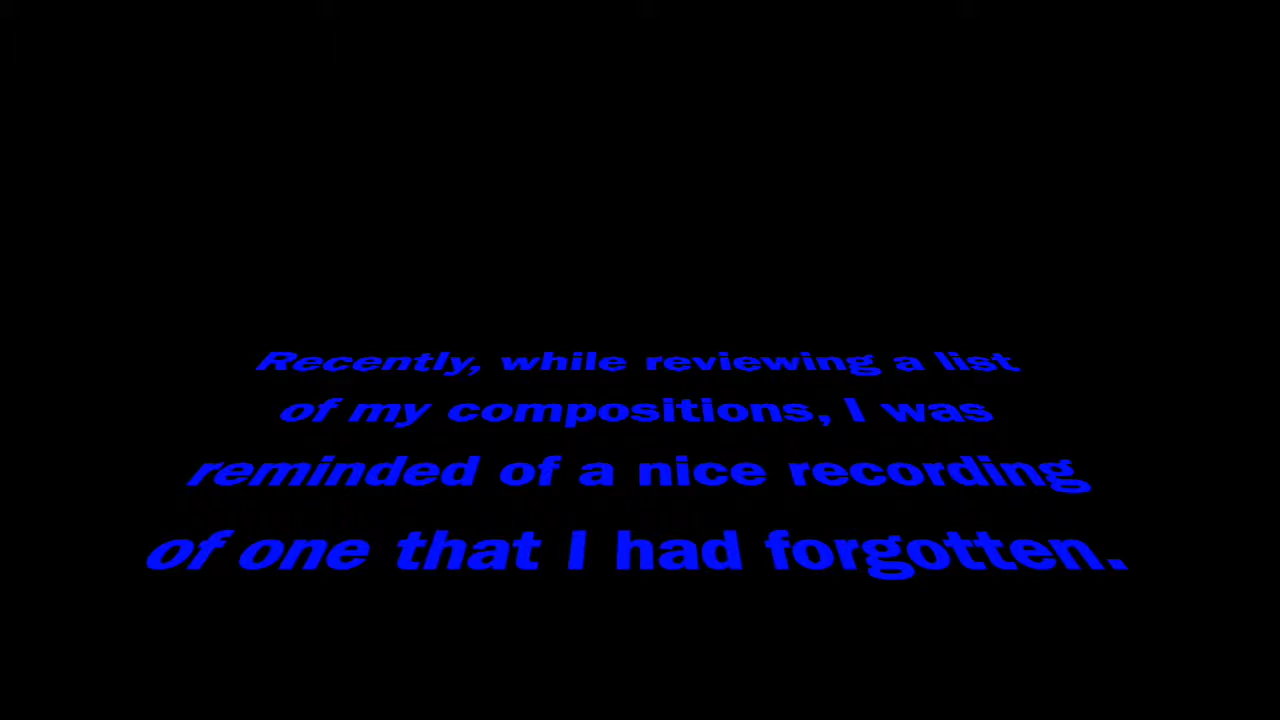 Recently, while reviewing a list
of my compositions, I was
reminded of a nice recording
of one that I had forgotten.